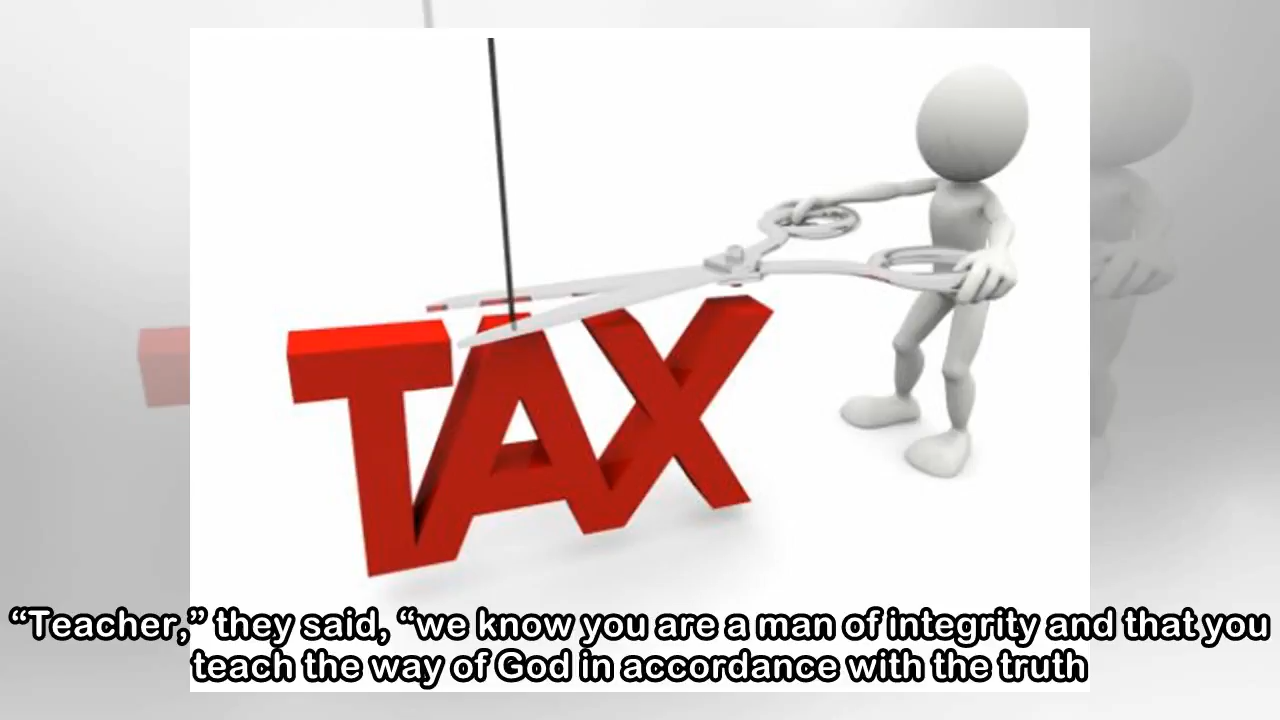 TAX
“Teacher,” they said, “we know you are a man of integrity and that you
teach the way of God in accordance with the truth